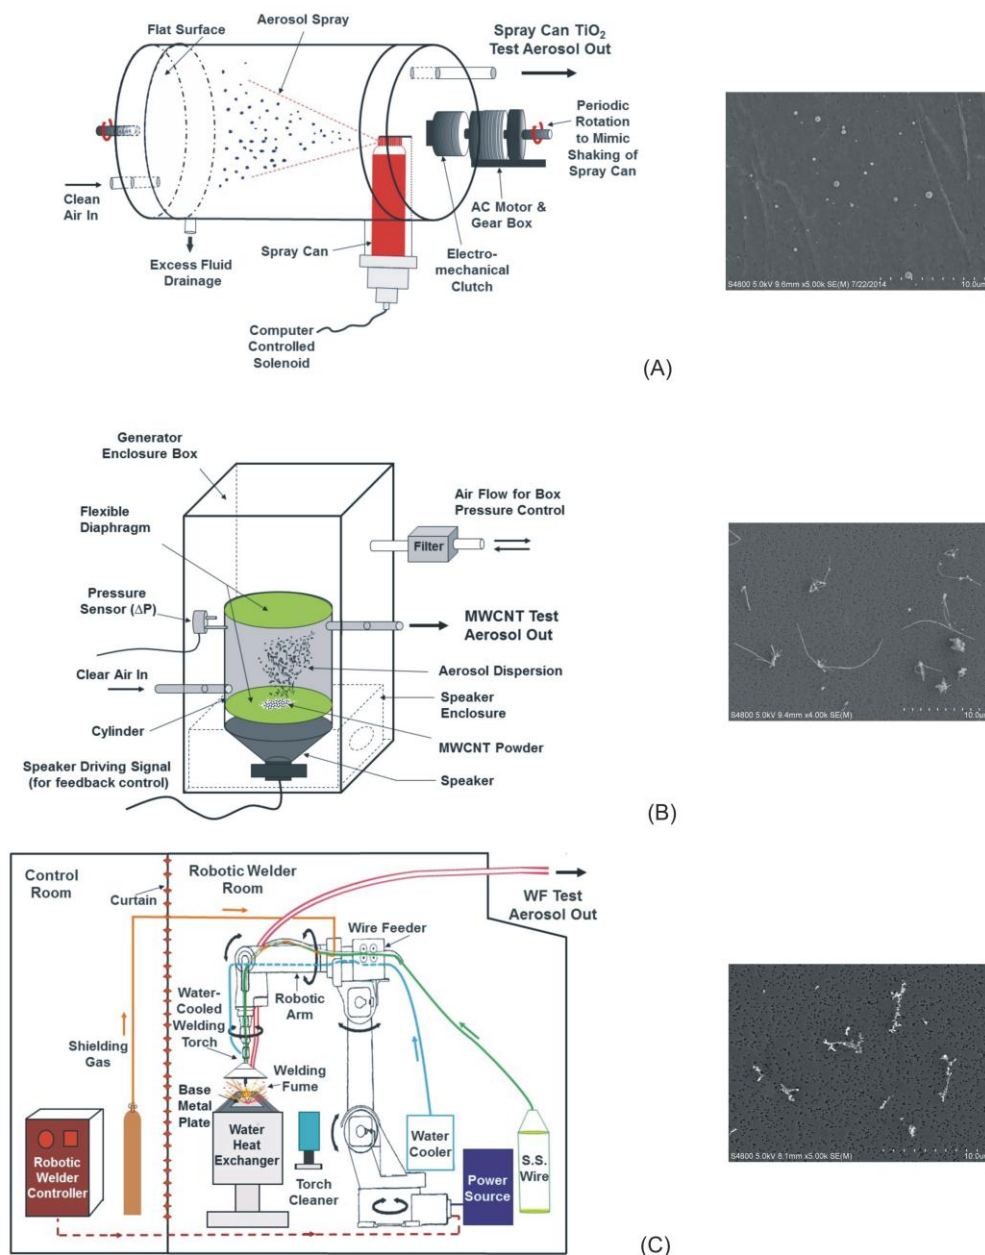 Aerosol Spray
Flat Surface
Spray Can TiO2
Test Aerosol Out
Periodic
Rotation
to Mimic
Shaking of
Spray Can
Clean
Air In
AC Motor &
Gear Box
Spray Can
Electro-
mechanical
Clutch
Excess Fluid
Drainage
Computer
Controlled
Solenoid
S4800 5.0kV 9.6mm x5.00k SE(M) 7/22/2014
10.0um
(A)
Generator
Enclosure Box
Air Flow for Box
Pressure Control
Filter
Flexible
Diaphragm
Pressure
Sensor (ΔP)
MWCNT Test
Aerosol Out
Aerosol Dispersion
Clear Air In
Speaker
Enclosure
Cylinder
MWCNT Powder
Speaker Driving Signal
(for feedback control)
Speaker
S4800 5.0kV 9.4mm x4.00k SE(M)
10.0um
(B)
Control
Room
Robotic Welder
Room
Curtain
WF Test
Aerosol Out
Wire Feeder
Water-
Cooled
Welding
Torch
Robotic
Arm
Shielding
Gas
Welding
Fume
Base
Metal
Plate
Water
Heat
Exchanger
Torch
Cleaner
Water
Cooler
S.S.
Wire
Power
Source
Robotic
Welder
Controller
S4800 5.0kV 8.1mm x5.00k SE(M)
10.0um
(C)